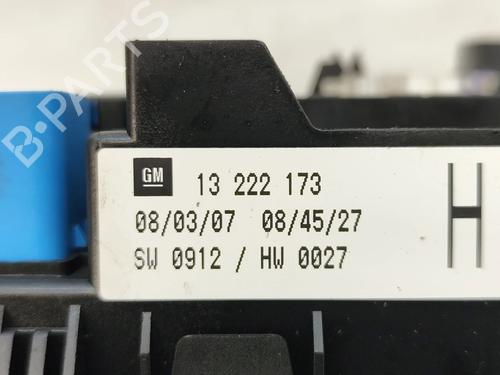 B-PARTS
GM 13 222 173
08/03/07 08/45/27 H
SW 0912 / HW 0027